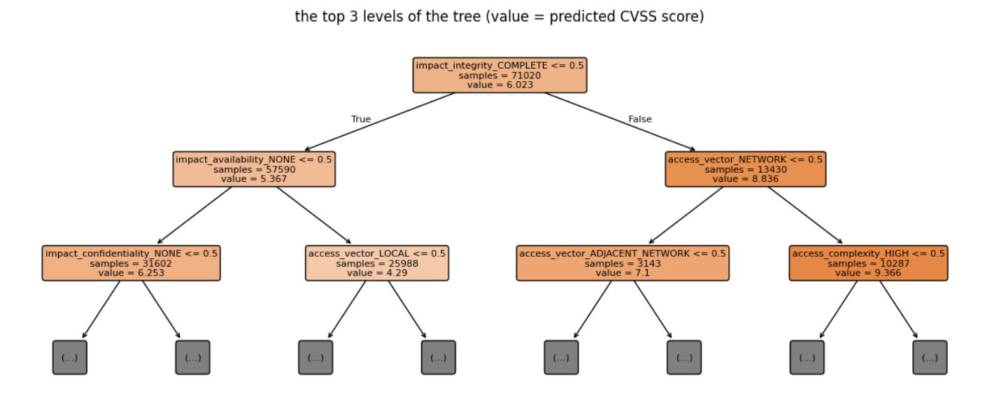 the top 3 levels of the tree (value = predicted CVSS score)
impact_integrity_COMPLETE <= 0.5
samples = 71020
value = 6.023
True
False
impact_availability_NONE <= 0.5
samples = 57590
value = 5.367
access_vector_NETWORK <= 0.5
samples = 13430
value = 8.836
impact_confidentiality_NONE <= 0.5
samples = 31602
value = 6.253
access_vector_LOCAL <= 0.5
samples = 25988
value = 4.29
access_vector_ADJACENT_NETWORK <= 0.5
samples = 3143
value = 7.1
access_complexity_HIGH <= 0.5
samples = 10287
value = 9.366
(...)
(...)
(...)
(...)
(...)
(...)
(...)
(...)